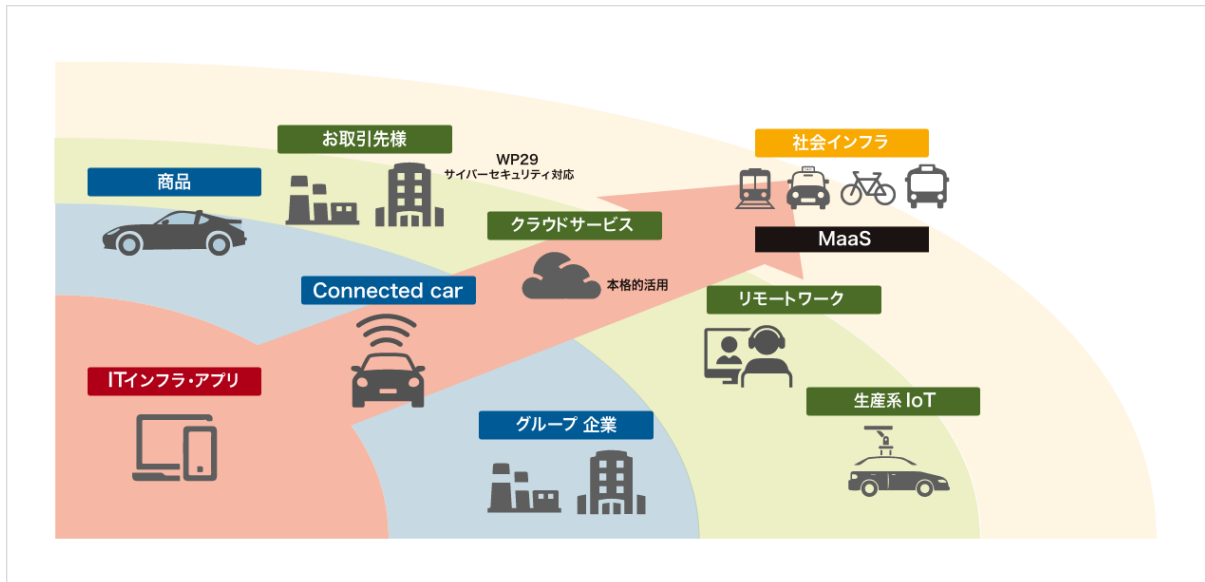 お取引先様
社会インフラ
WP29
サイバーセキュリティ対応
商品
クラウドサービス
MaaS
本格的活用
Connected car
リモートワーク
ITインフラ・アプリ
生産系 IoT
グループ 企業